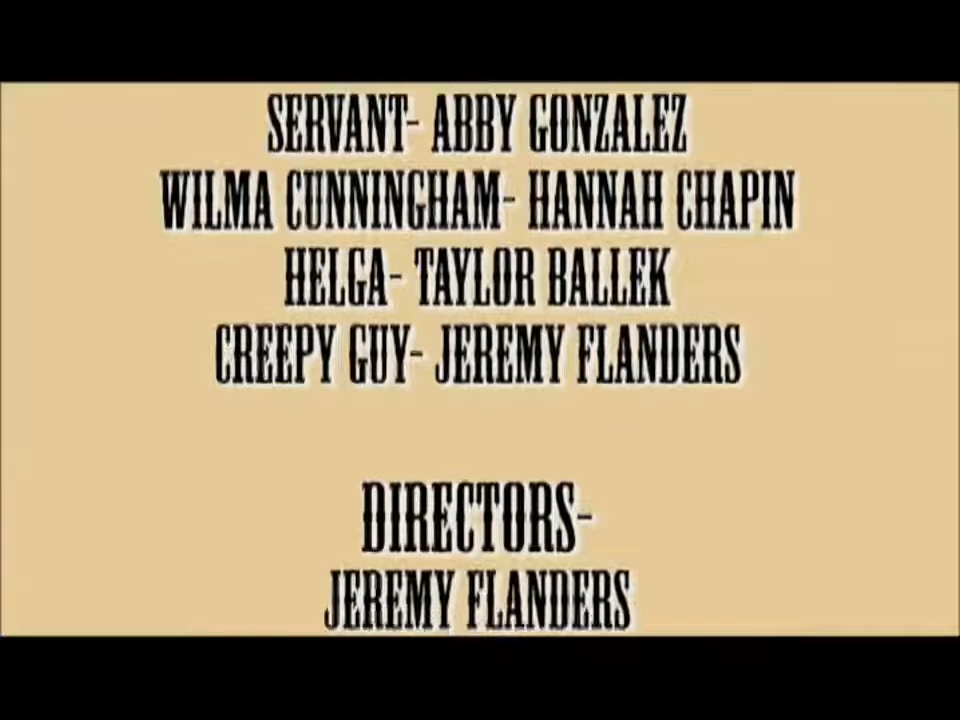 SERVANT- ABBY GONZALEZ
WILMA CUNNINGHAM- HANNAH CHAPIN
HELGA- TAYLOR BALLEK
CREEPY GUY- JEREMY FLANDERS
DIRECTORS-
JEREMY FLANDERS